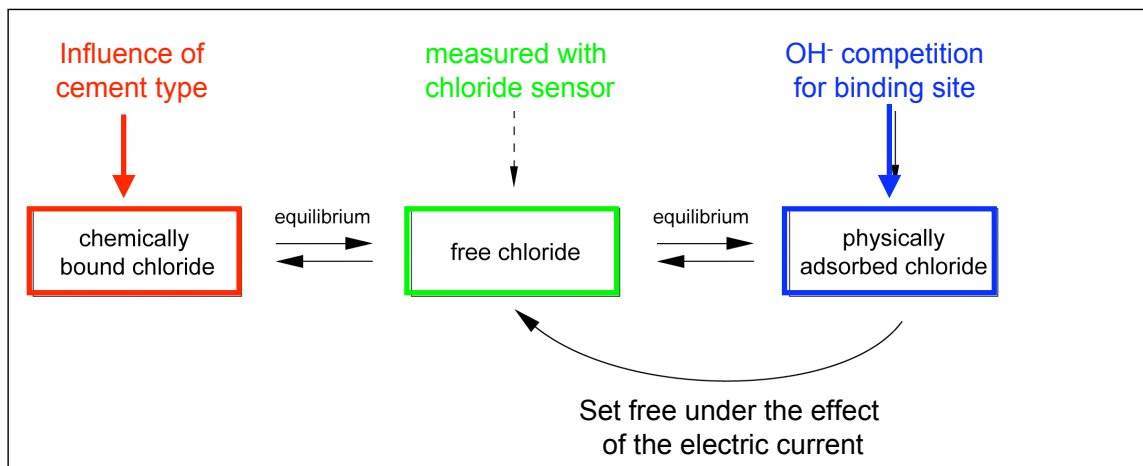 Influence of
cement type
measured with
chloride sensor
OH- competition
for binding site
chemically
bound chloride
equilibrium
free chloride
equilibrium
physically
adsorbed chloride
Set free under the effect
of the electric current